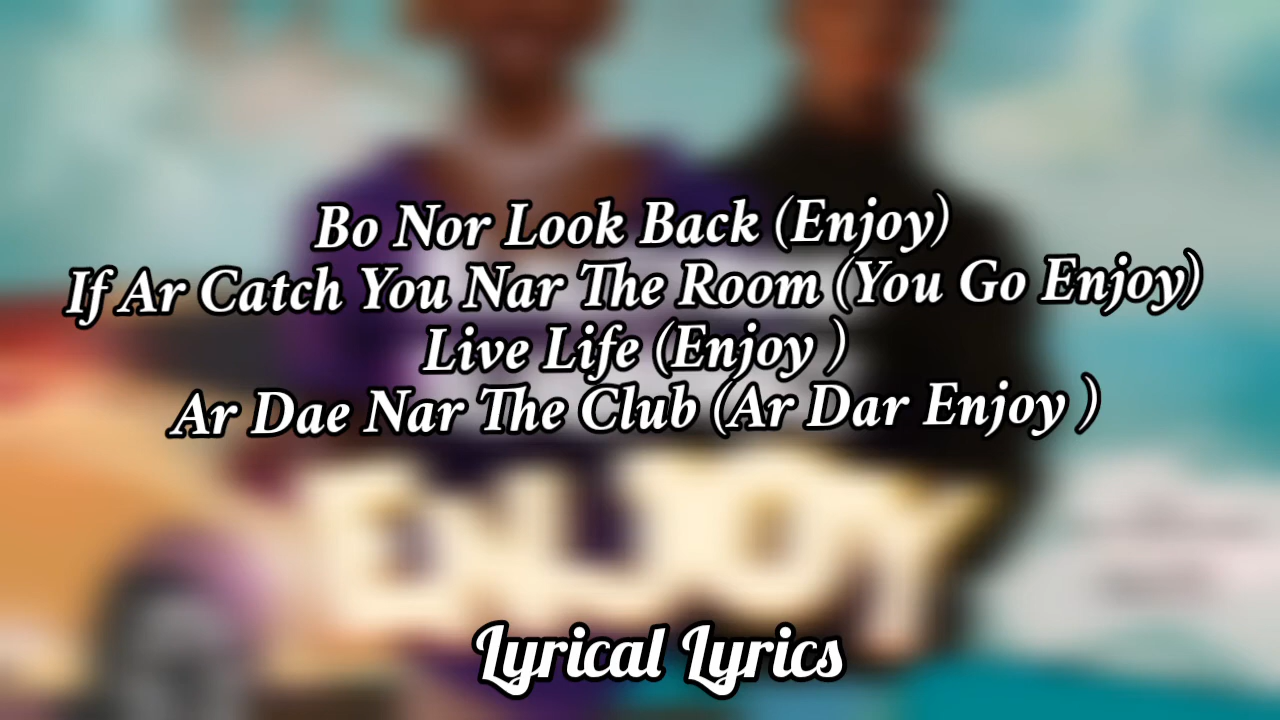 Bo Nor Look Back (Enjoy)
If Ar Catch You Nar The Room (You Go Enjoy)
Live Life (Enjoy )
Ar Dae Nar The Club (Ar Dar Enjoy )
ENJOY
Lyrical Lyrics